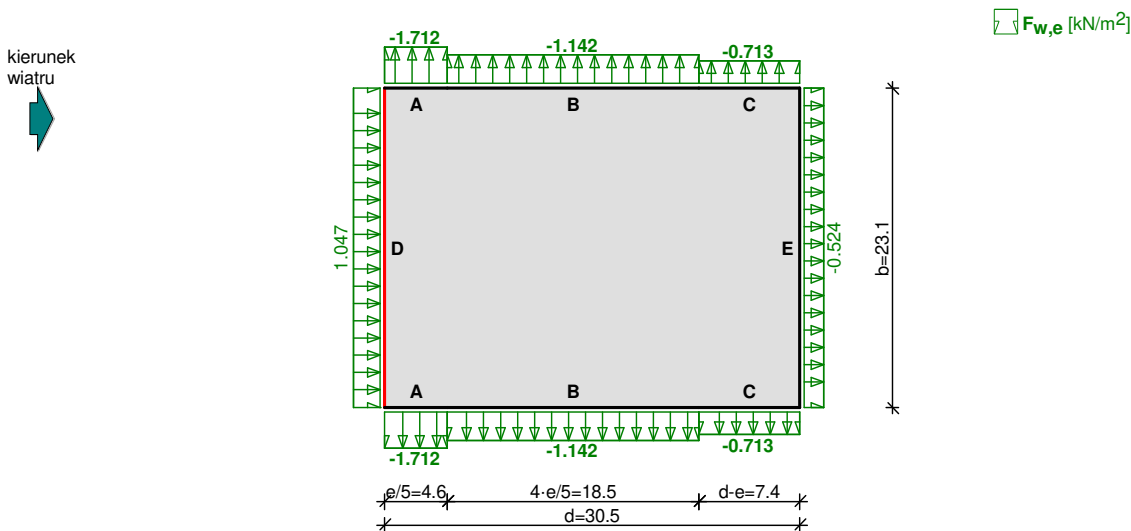 Fw,e [kN/m2]
kierunek
wiatru
-1.712
-1.142
-0.713
A
B
C
1.047
D
E
-0.524
b=23.1
A
B
C
-1.712
-1.142
-0.713
e/5=4.6
4·e/5=18.5
d-e=7.4
d=30.5